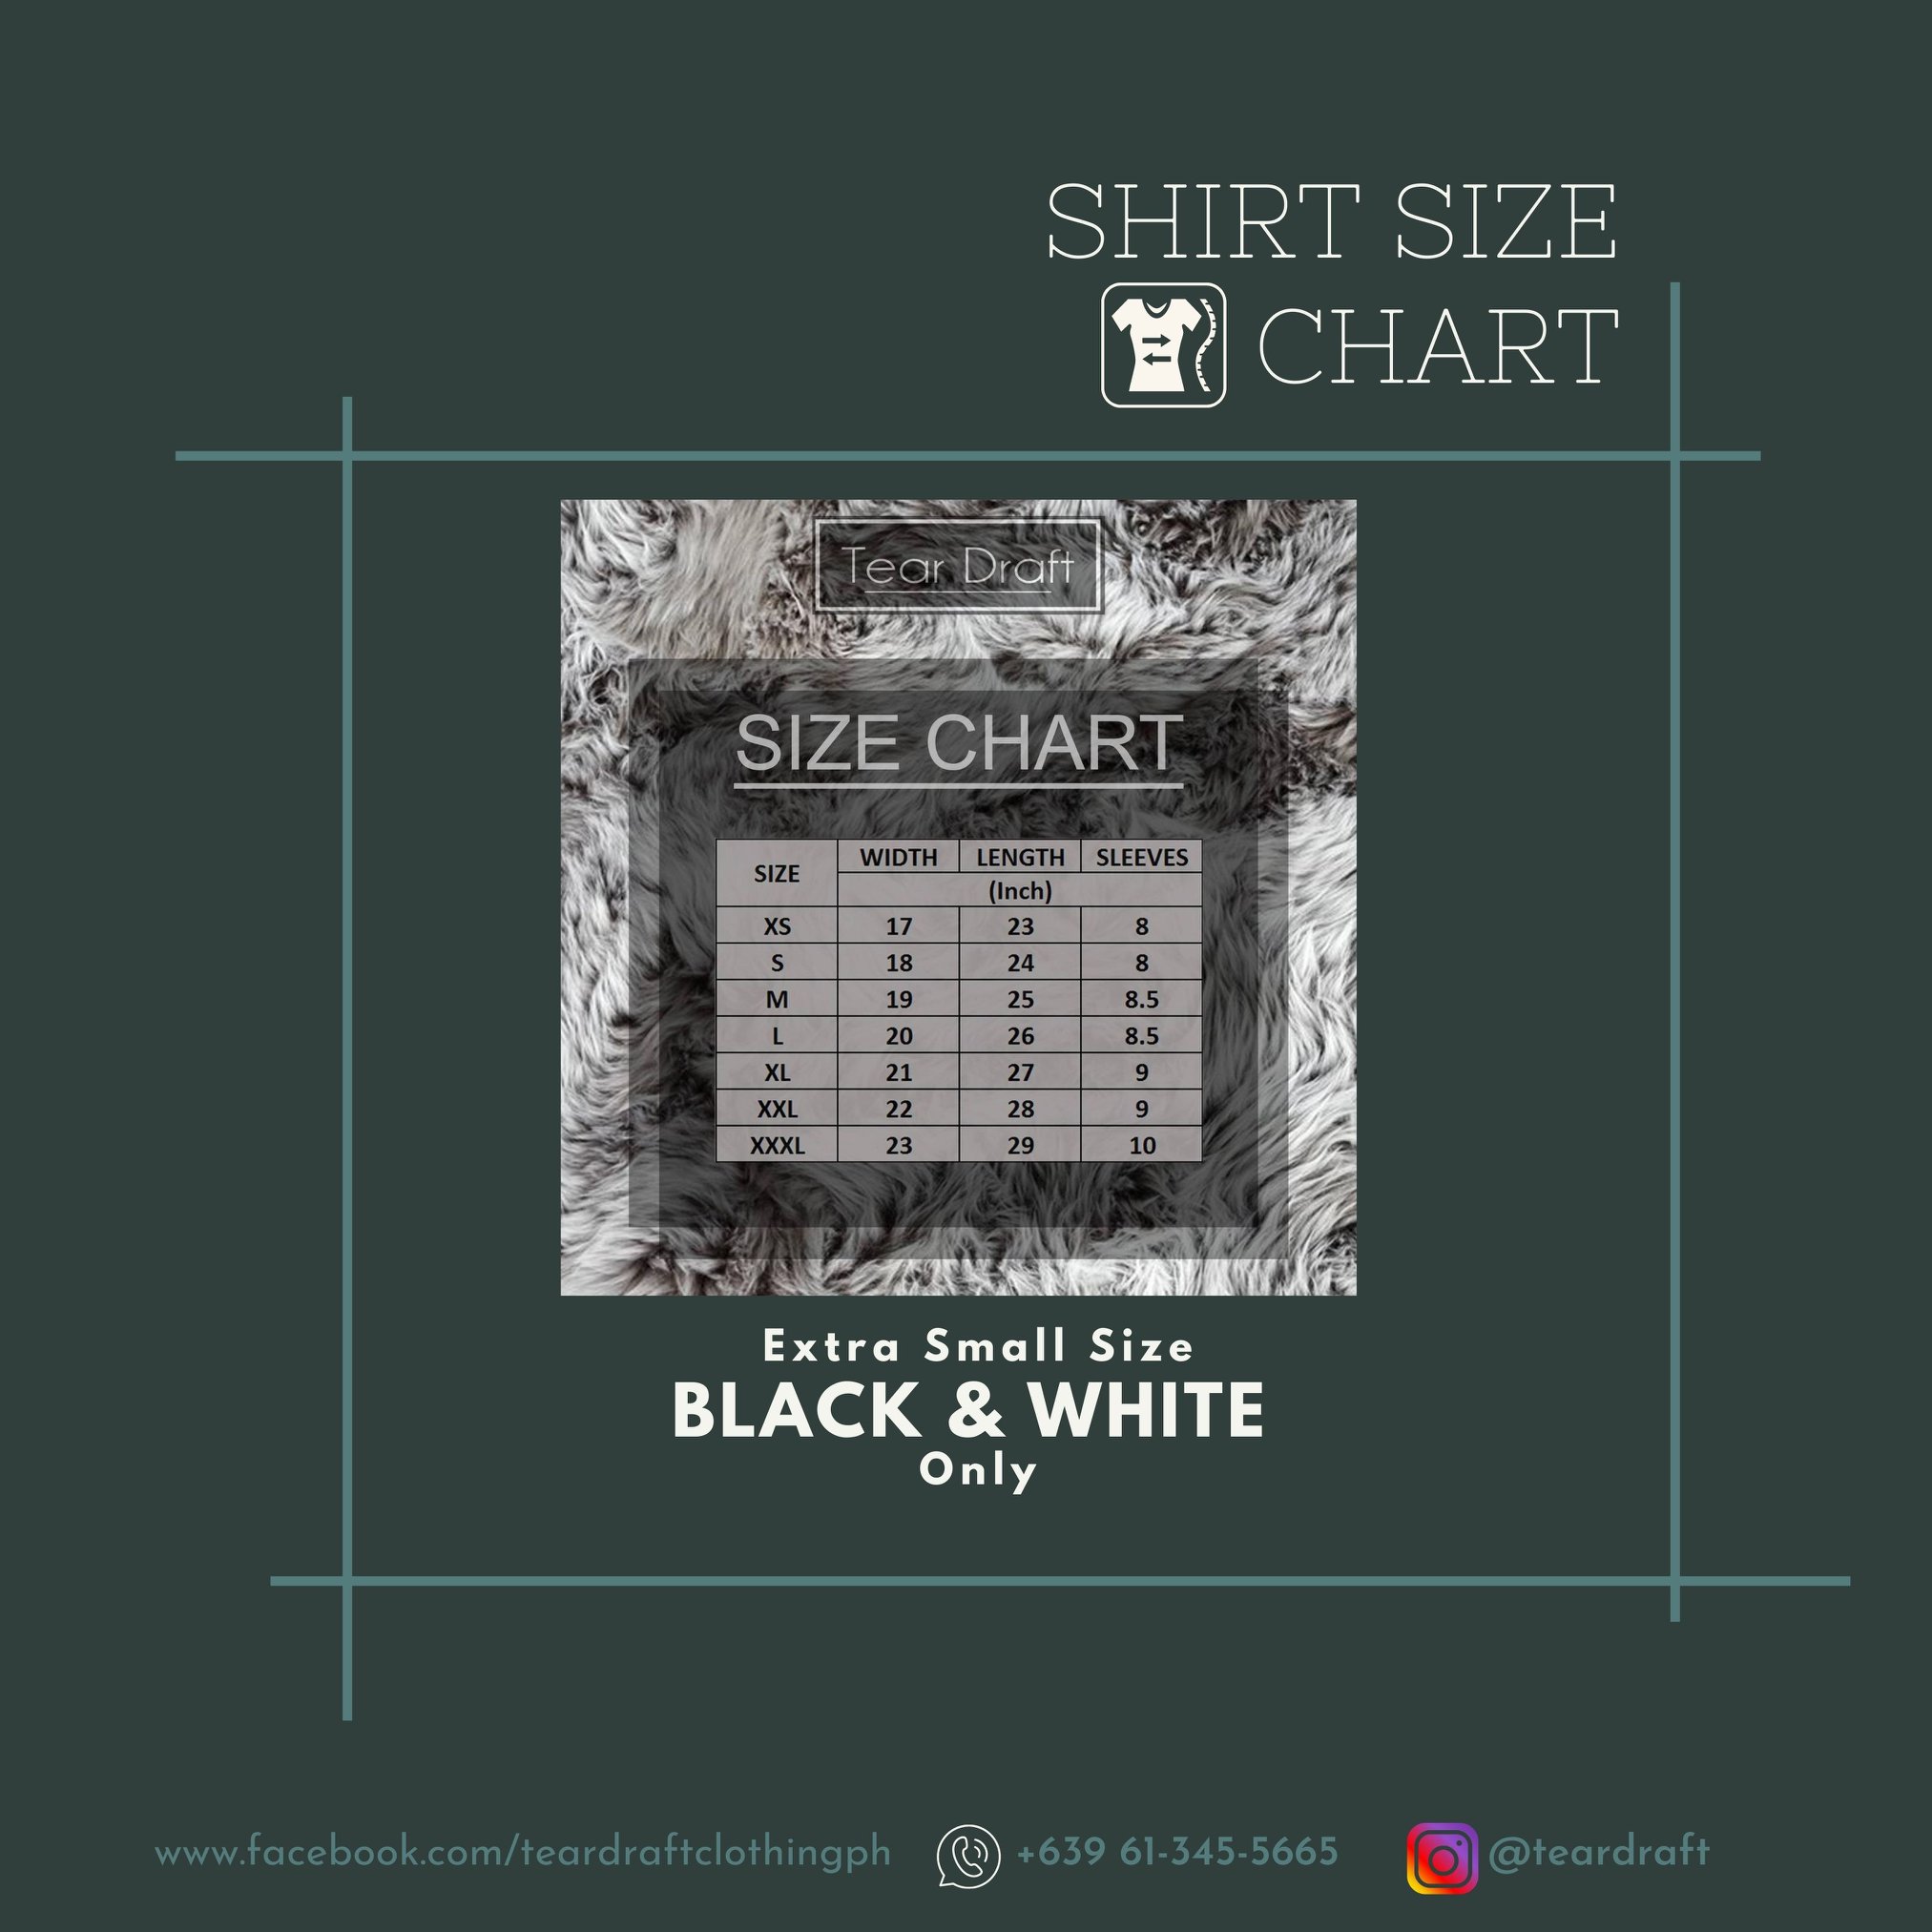 SHIRT SIZE
CHART
Tear Draft
SIZE CHART
SIZE WIDTH LENGTH SLEEVES
(Inch)
XS 17 23 8
S 18 24 8
M 19 25 8.5
L 20 26 8.5
XL 21 27 9
XXL 22 28 9
XXXL 23 29 10
Extra Small Size
BLACK & WHITE
Only
www.facebook.com/teardraftclothingph +639 61-345-5665 @teardraft